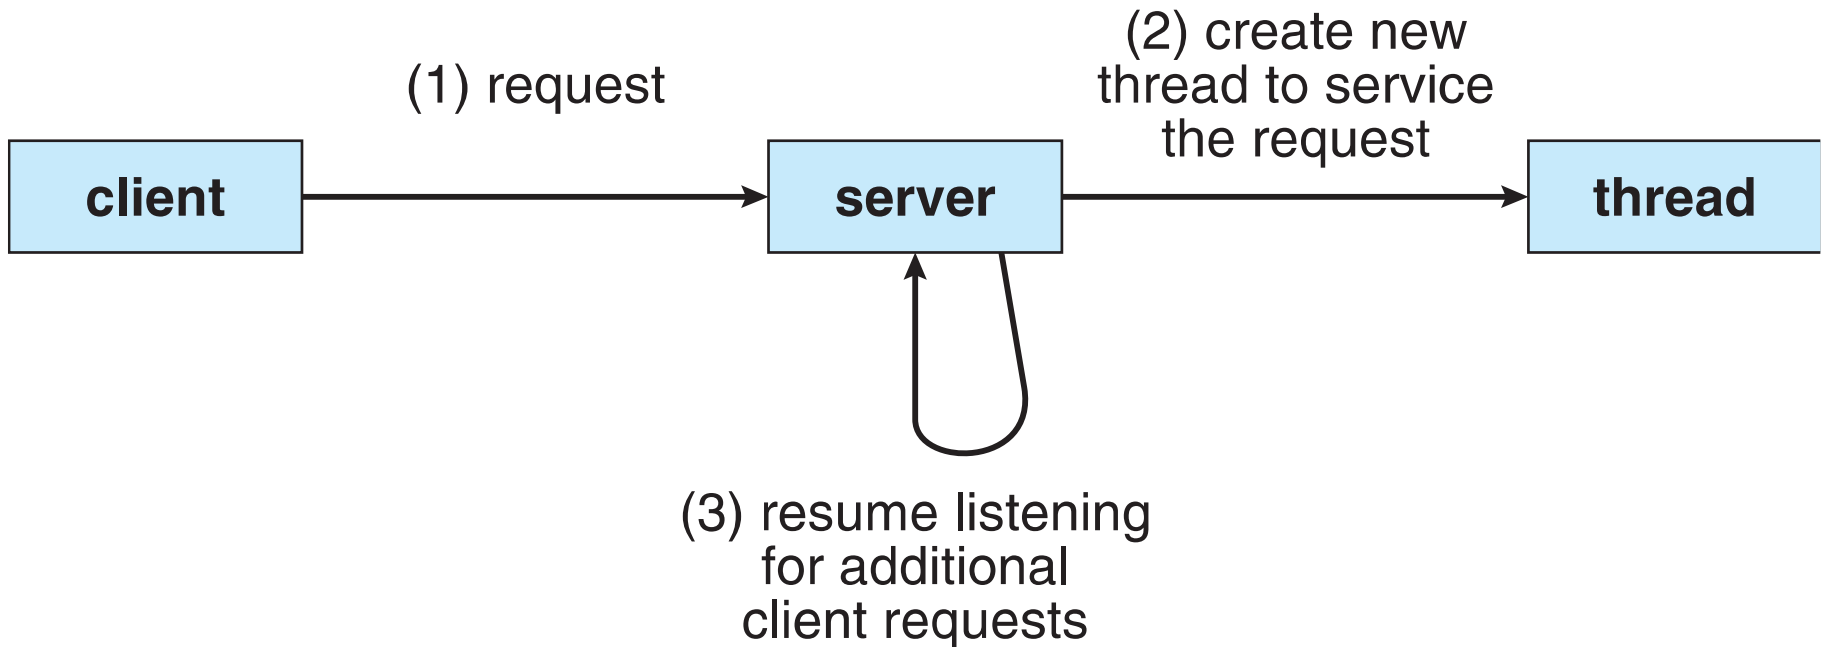 (1) request
(2) create new
thread to service
the request
client
server
thread
(3) resume listening
for additional
client requests